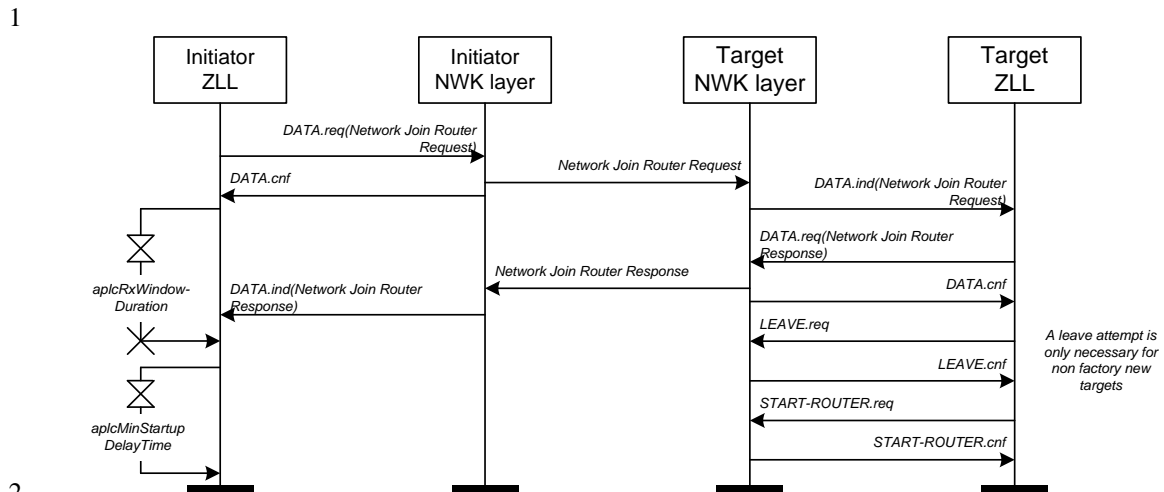 1
Initiator
ZLL
Initiator
NWK layer
Target
NWK layer
Target
ZLL
DATA.req(Network Join Router
Request)
Network Join Router Request
DATA.cnf
DATA.ind(Network Join Router
Request)
DATA.req(Network Join Router
Response)
Network Join Router Response
aplcRxWindow-
Duration
DATA.ind(Network Join Router
Response)
DATA.cnf
LEAVE.req
A leave attempt is
only necessary for
non factory new
targets
LEAVE.cnf
START-ROUTER.req
aplcMinStartup
DelayTime
START-ROUTER.cnf
2